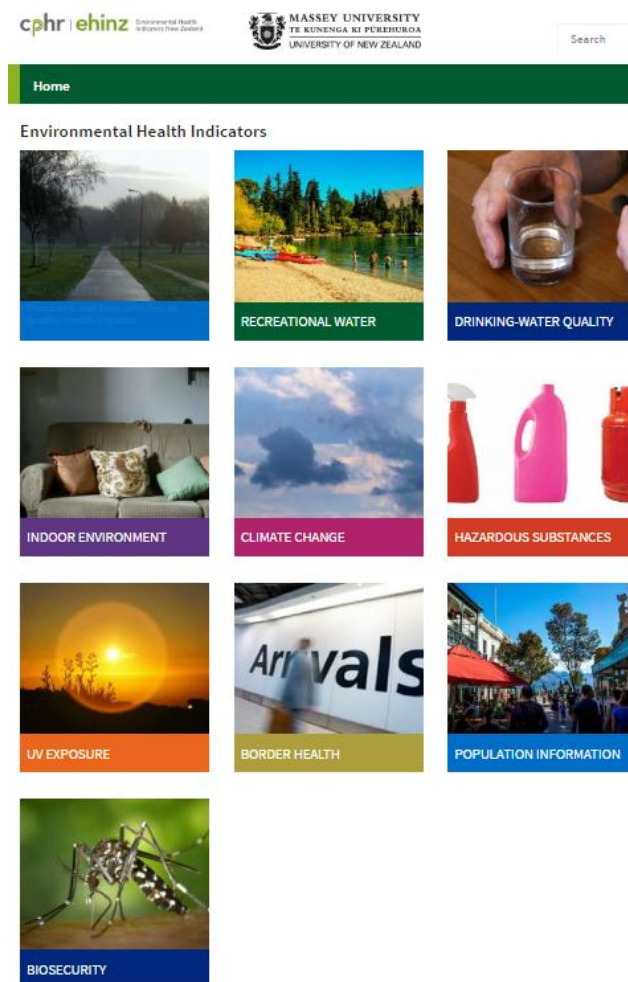 cphr ehinz Environmental Health
Indicators New Zealand
MASSEY UNIVERSITY
TE KUNENGA KI PŪREHUROA
UNIVERSITY OF NEW ZEALAND
Search
Home
Environmental Health Indicators
RECREATIONAL WATER
DRINKING-WATER QUALITY
INDOOR ENVIRONMENT
CLIMATE CHANGE
HAZARDOUS SUBSTANCES
UV EXPOSURE
Arrivals
BORDER HEALTH
POPULATION INFORMATION
BIOSECURITY